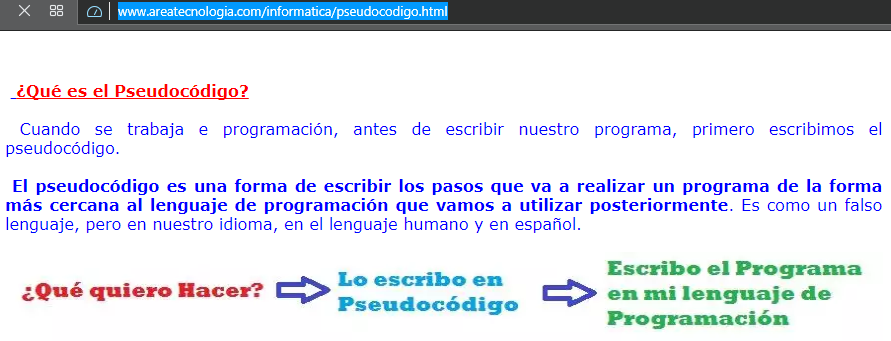 www.areatecnologia.com/informatica/pseudocodigo.html
¿Qué es el Pseudocódigo?
Cuando se trabaja e programación, antes de escribir nuestro programa, primero escribimos el
pseudocódigo.
El pseudocódigo es una forma de escribir los pasos que va a realizar un programa de la forma
más cercana al lenguaje de programación que vamos a utilizar posteriormente. Es como un falso
lenguaje, pero en nuestro idioma, en el lenguaje humano y en español.
¿Qué quiero Hacer?
Lo escribo en
Pseudocódigo
Escribo el Programa
en mi lenguaje de
Programación